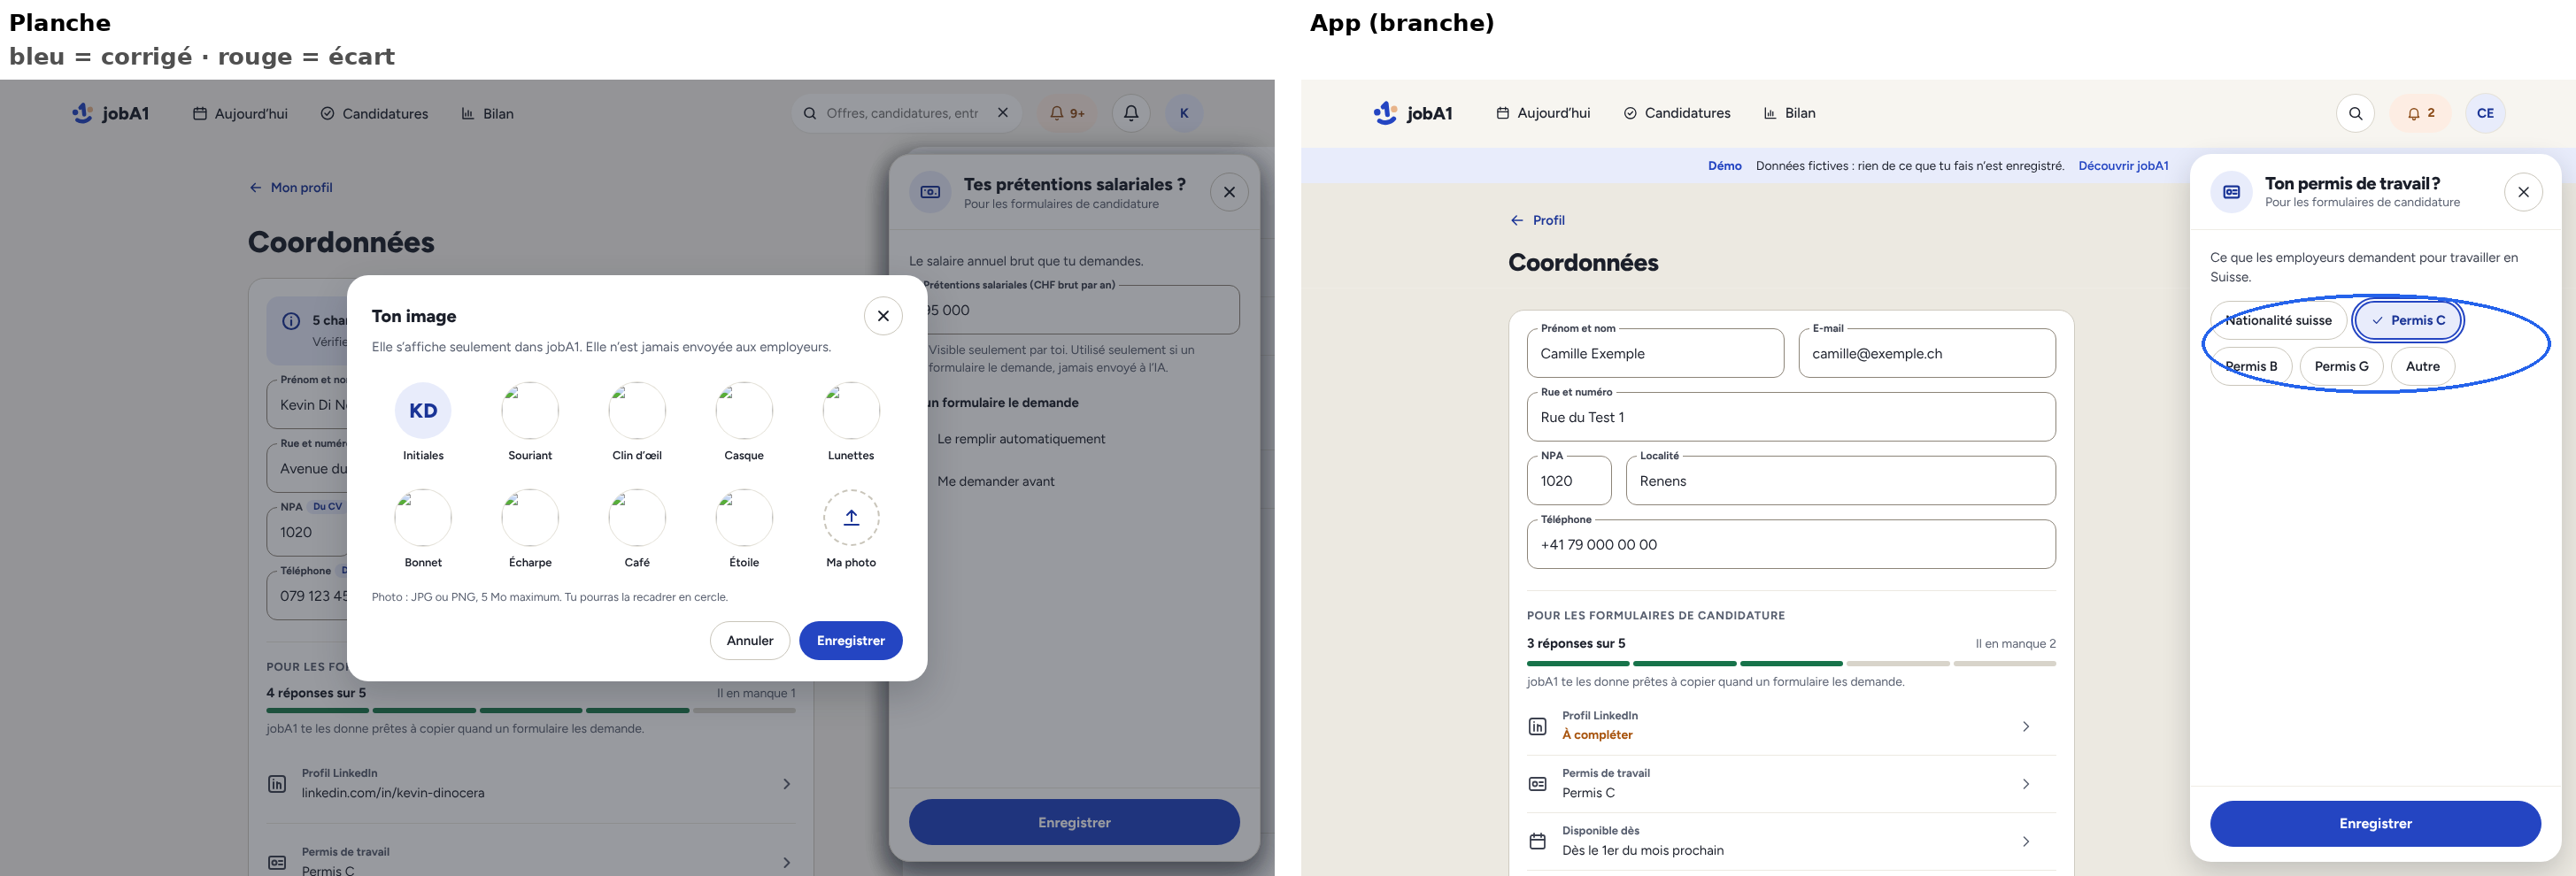 Planche
bleu = corrigé · rouge = écart
jobA1
Aujourd'hui
Candidatures
Bilan
Offres, candidatures, entr
9+
K
Mon profil
Coordonnées
5 cha
Vérifie
Prénom et no
Kevin Di N
Rue et numér
Avenue du
NPA
Du CV
1020
Téléphone
079 123 45
POUR LES FO
4 réponses sur 5
Il en manque 1
jobA1 te les donne prêtes à copier quand un formulaire les demande.
Profil LinkedIn
linkedin.com/in/kevin-dinocera
Permis de travail
Permis C
Tes prétentions salariales ?
Pour les formulaires de candidature
Le salaire annuel brut que tu demandes.
Prétentions salariales (CHF brut par an)
95 000
Visible seulement par toi. Utilisé seulement si un
formulaire le demande, jamais envoyé à l'IA.
un formulaire le demande
Le remplir automatiquement
Me demander avant
Enregistrer
Ton image
Elle s'affiche seulement dans jobA1. Elle n'est jamais envoyée aux employeurs.
KD
Initiales
Souriant
Clin d'œil
Casque
Lunettes
Bonnet
Écharpe
Café
Étoile
Ma photo
Photo : JPG ou PNG, 5 Mo maximum. Tu pourras la recadrer en cercle.
Annuler
Enregistrer
App (branche)
jobA1
Aujourd'hui
Candidatures
Bilan
2
CE
Démo
Données fictives : rien de ce que tu fais n'est enregistré.
Découvrir jobA1
Profil
Coordonnées
Prénom et nom
Camille Exemple
E-mail
camille@exemple.ch
Rue et numéro
Rue du Test 1
NPA
1020
Localité
Renens
Téléphone
+41 79 000 00 00
POUR LES FORMULAIRES DE CANDIDATURE
3 réponses sur 5
Il en manque 2
jobA1 te les donne prêtes à copier quand un formulaire les demande.
Profil LinkedIn
À compléter
Permis de travail
Permis C
Disponible dès
Dès le 1er du mois prochain
Ton permis de travail ?
Pour les formulaires de candidature
Ce que les employeurs demandent pour travailler en
Suisse.
Nationalité suisse
Permis C
Permis B
Permis G
Autre
Enregistrer